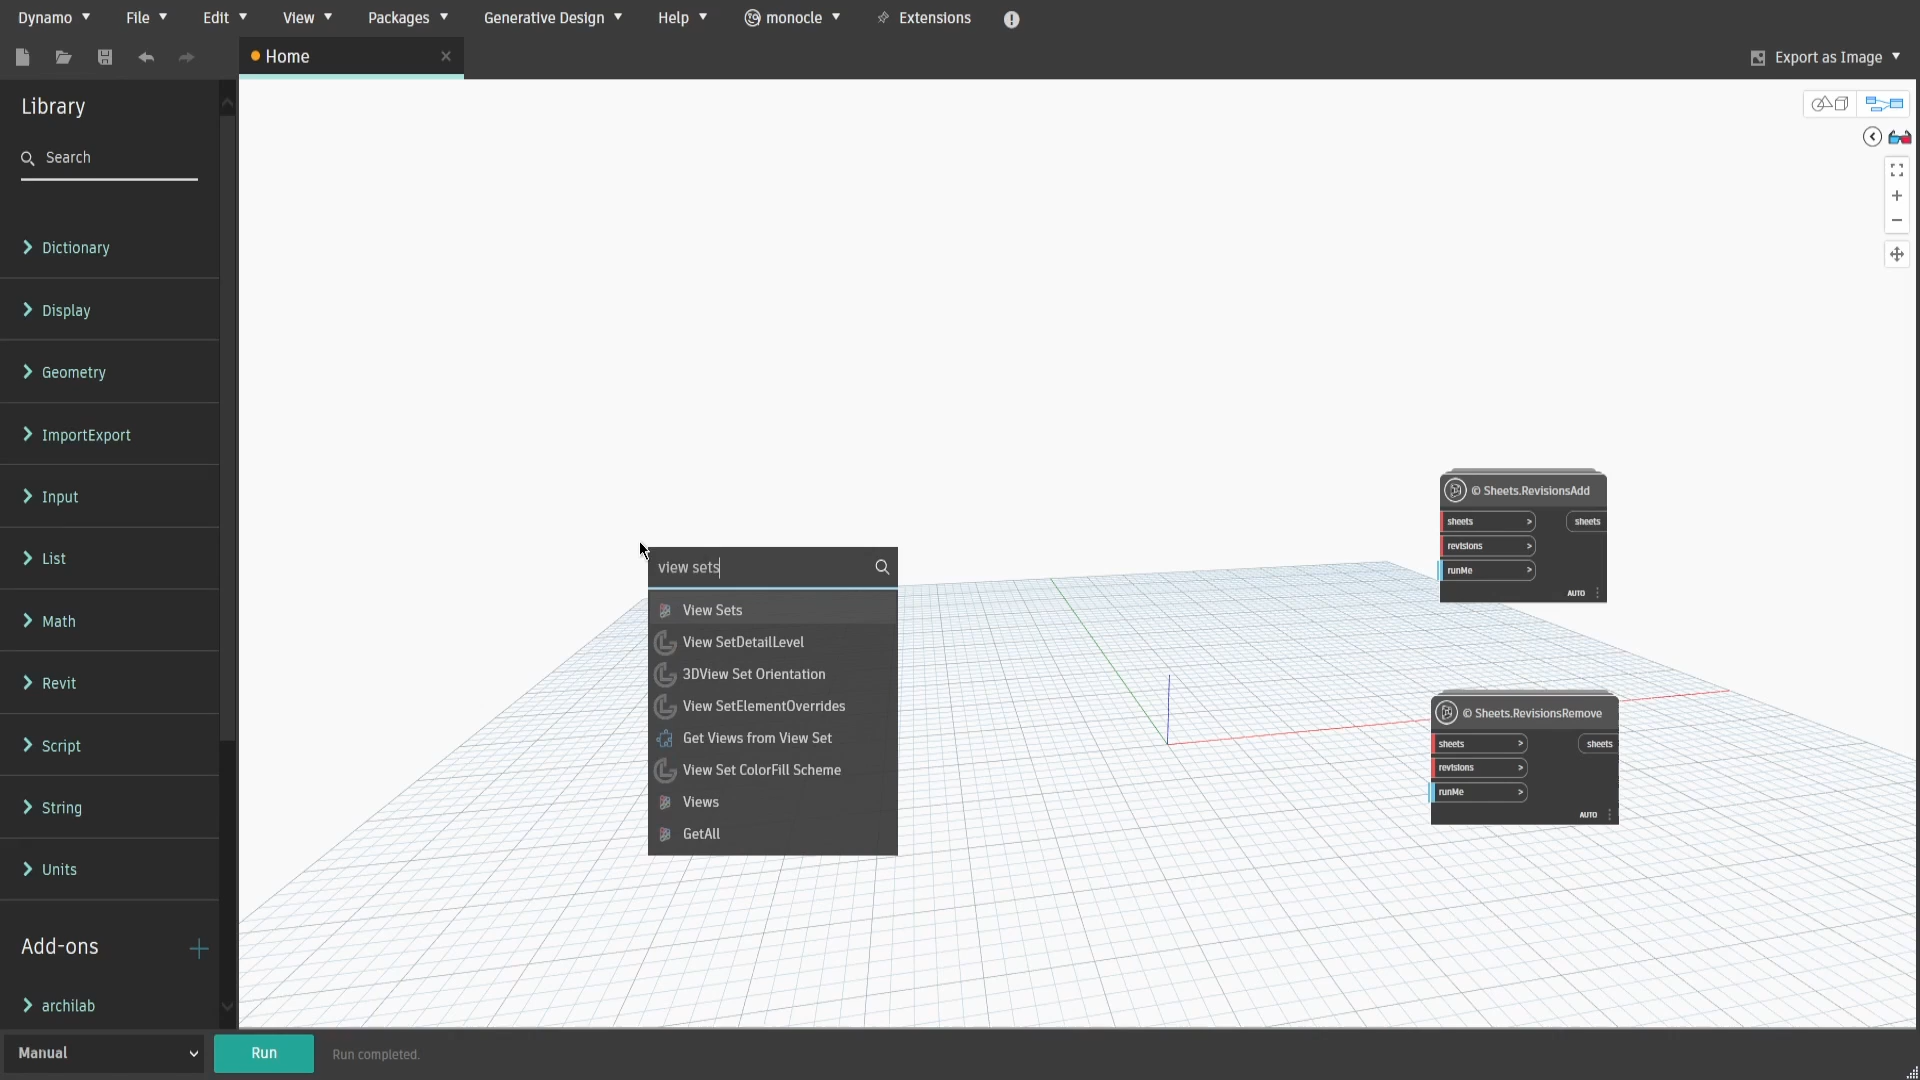 Dynamo File Edit View Packages Generative Design Help monocle Extensions
Home
Export as Image
Library
Search
Dictionary
Display
Geometry
ImportExport
Input
List
Math
Revit
Script
String
Units
Add-ons
archilab
view sets
View Sets
View SetDetailLevel
3DView Set Orientation
View SetElementOverrides
Get Views from View Set
View Set ColorFill Scheme
Views
GetAll
© Sheets.RevisionsAdd
sheets > sheets
revisions >
runMe >
AUTO
© Sheets.RevisionsRemove
sheets > sheets
revisions >
runMe >
AUTO
Manual Run Run completed.